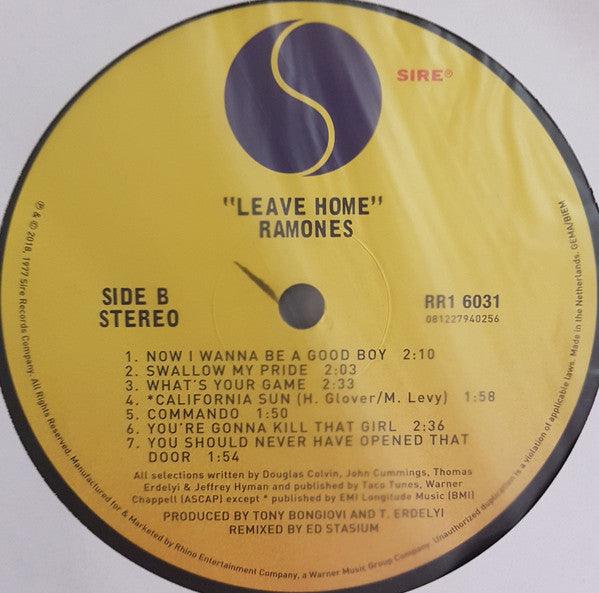 SIRE®
"LEAVE HOME"
RAMONES
SIDE B
STEREO
RR1 6031
081227940256
1. NOW I WANNA BE A GOOD BOY 2:10
2. SWALLOW MY PRIDE 2:03
3. WHAT'S YOUR GAME 2:33
4. *CALIFORNIA SUN (H. Glover/M. Levy) 1:58
5. COMMANDO 1:50
6. YOU'RE GONNA KILL THAT GIRL 2:36
7. YOU SHOULD NEVER HAVE OPENED THAT
DOOR 1:54
All selections written by Douglas Colvin, John Cummings, Thomas
Erdelyi & Jeffrey Hyman and published by Taco Tunes, Warner
Chappell (ASCAP) except * published by EMI Longitude Music (BMI)
PRODUCED BY TONY BONGIOVI AND T. ERDELYI
REMIXED BY ED STASIUM
℗ & © 2018, 1977 Sire Records Company. All Rights Reserved. Manufactured for & Marketed by Rhino Entertainment Company, a Warner Music Group Company. Unauthorized duplication is a violation of applicable laws. Made in the Netherlands. GEMA/BIEM